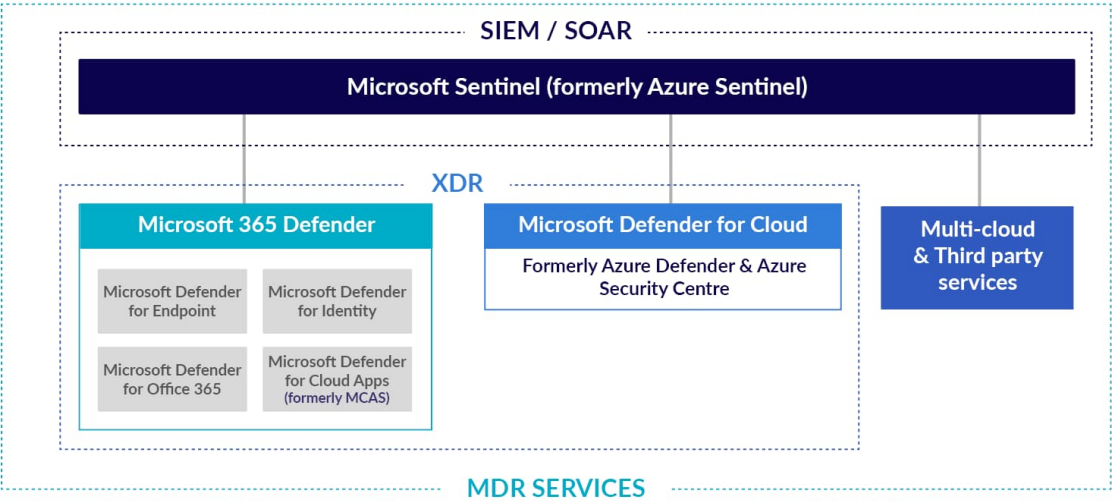 SIEM / SOAR
Microsoft Sentinel (formerly Azure Sentinel)
XDR
Microsoft 365 Defender
Microsoft Defender
for Endpoint
Microsoft Defender
for Identity
Microsoft Defender
for Office 365
Microsoft Defender
for Cloud Apps
(formerly MCAS)
Microsoft Defender for Cloud
Formerly Azure Defender & Azure
Security Centre
Multi-cloud
& Third party
services
MDR SERVICES